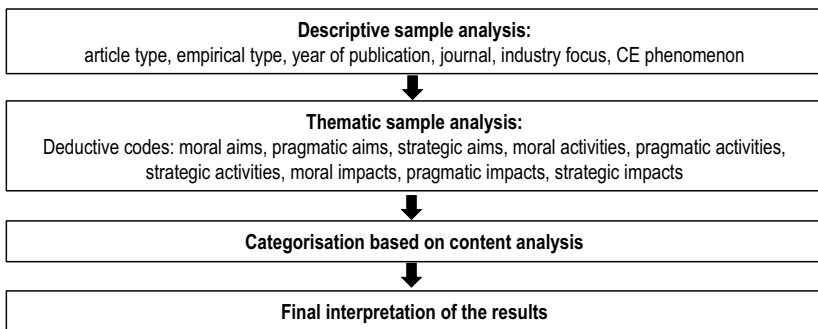 Descriptive sample analysis:
article type, empirical type, year of publication, journal, industry focus, CE phenomenon
Thematic sample analysis:
Deductive codes: moral aims, pragmatic aims, strategic aims, moral activities, pragmatic activities,
strategic activities, moral impacts, pragmatic impacts, strategic impacts
Categorisation based on content analysis
Final interpretation of the results